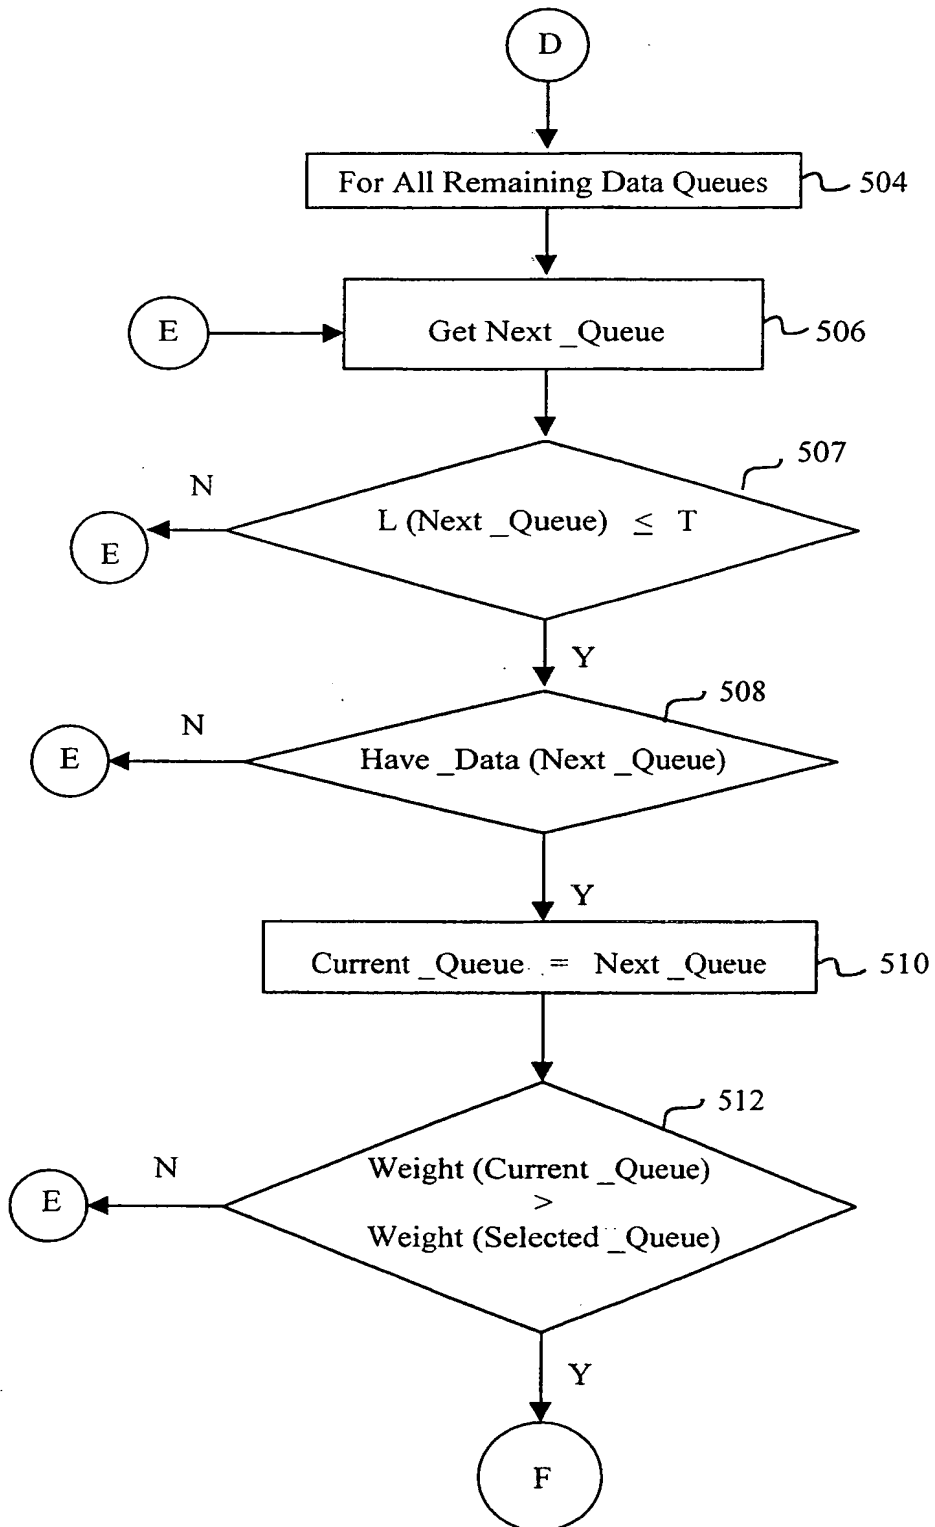 D
For All Remaining Data Queues 504
E
Get Next _Queue 506
507
N
L (Next _Queue) ≤ T
E
Y
508
N
E
Have _Data (Next _Queue)
Y
Current _Queue = Next _Queue 510
512
N
Weight (Current _Queue)
E
>
Weight (Selected _Queue)
Y
F